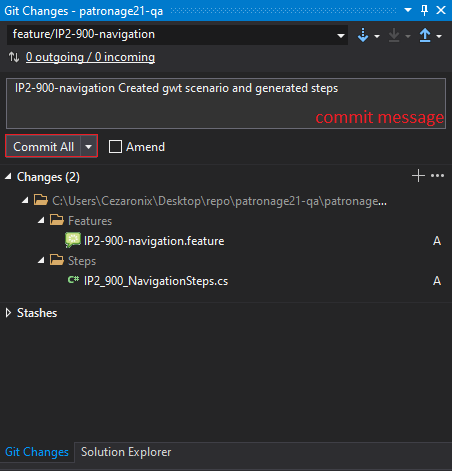 Git Changes - patronage21-qa
feature/IP2-900-navigation
0 outgoing / 0 incoming
IP2-900-navigation Created gwt scenario and generated steps
commit message
Commit All
Amend
Changes (2)
C:\Users\Cezaronix\Desktop\repo\patronage21-qa\patronage...
Features
IP2-900-navigation.feature A
Steps
C# IP2_900_NavigationSteps.cs A
Stashes
Git Changes Solution Explorer